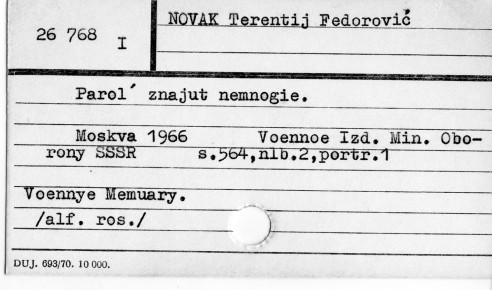 NOVAK Terentij Fedorović
26 768 I
Parol´ znajut nemnogie.
Moskva 1966 Voennoe Izd. Min. Obo-
rony SSSR s.564,nlb.2,portr.1
Voennye Memuary.
/alf. ros./
DUJ. 693/70. 10 000.